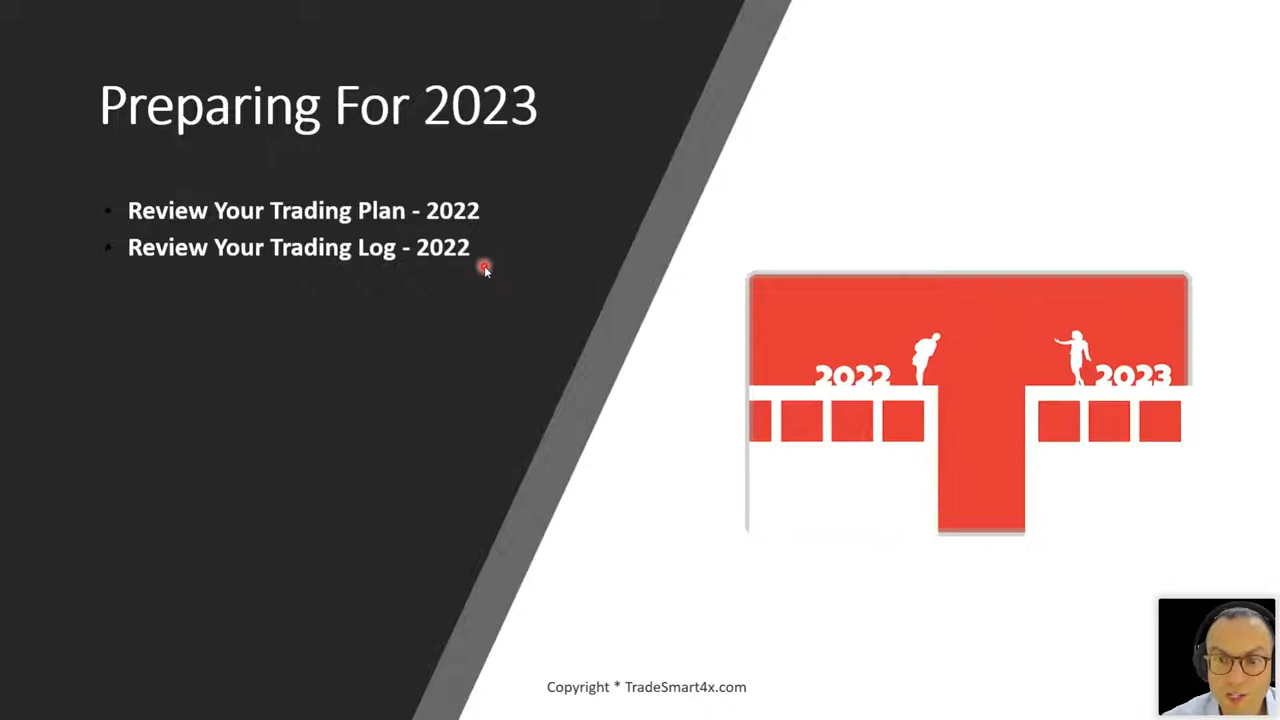 Preparing For 2023
Review Your Trading Plan - 2022
Review Your Trading Log - 2022
2022
2023
Copyright * TradeSmart4x.com